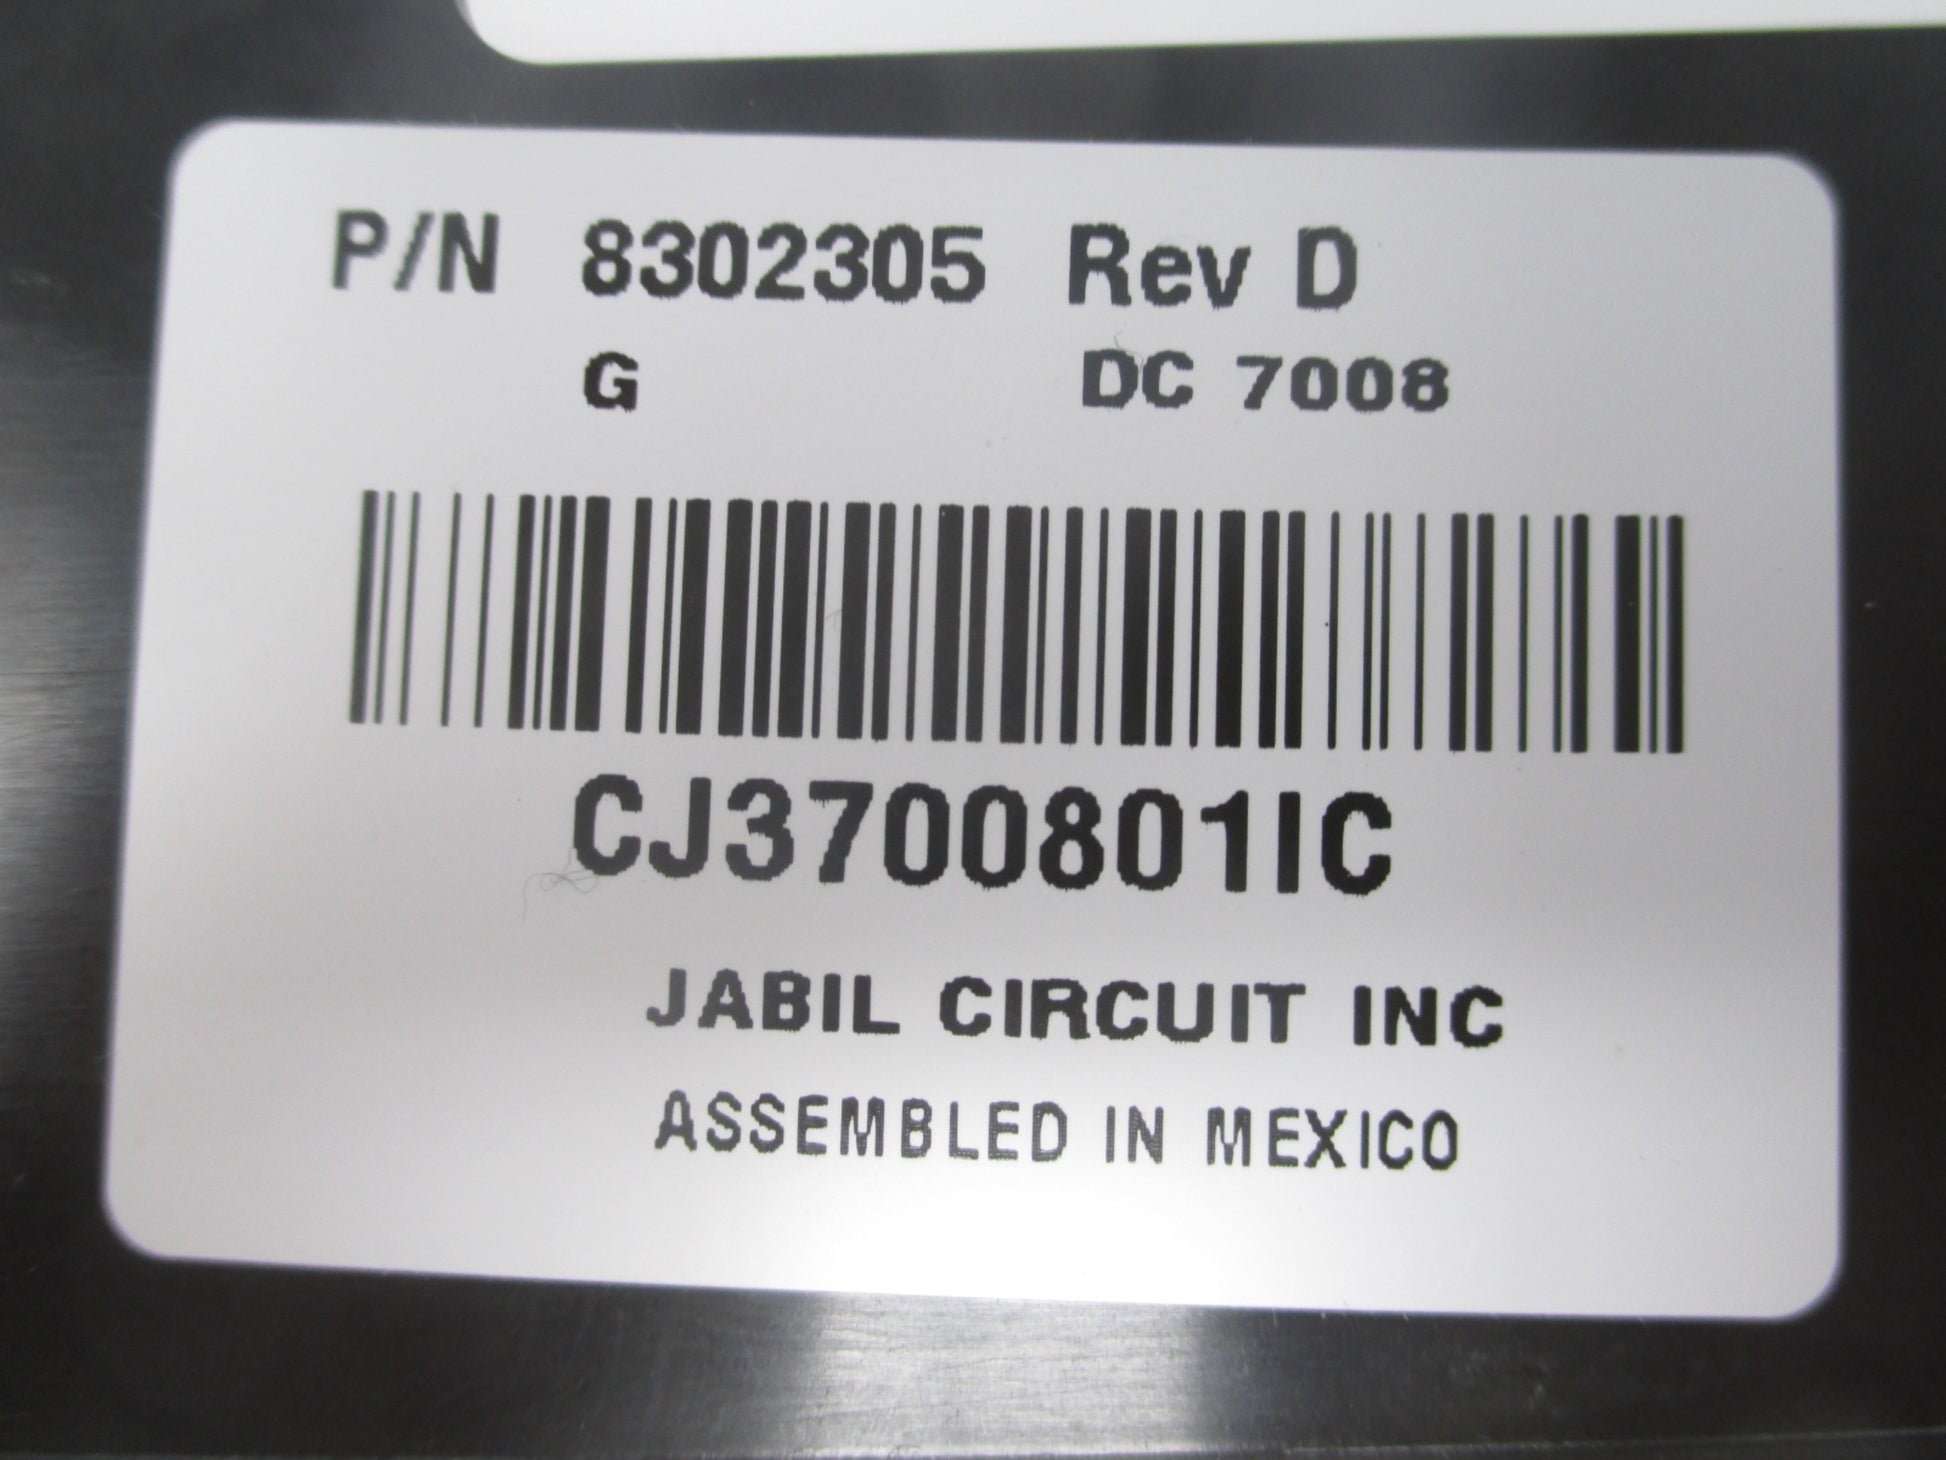 P/N 8302305 Rev D
G DC 7008
CJ3700801IC
JABIL CIRCUIT INC
ASSEMBLED IN MEXICO